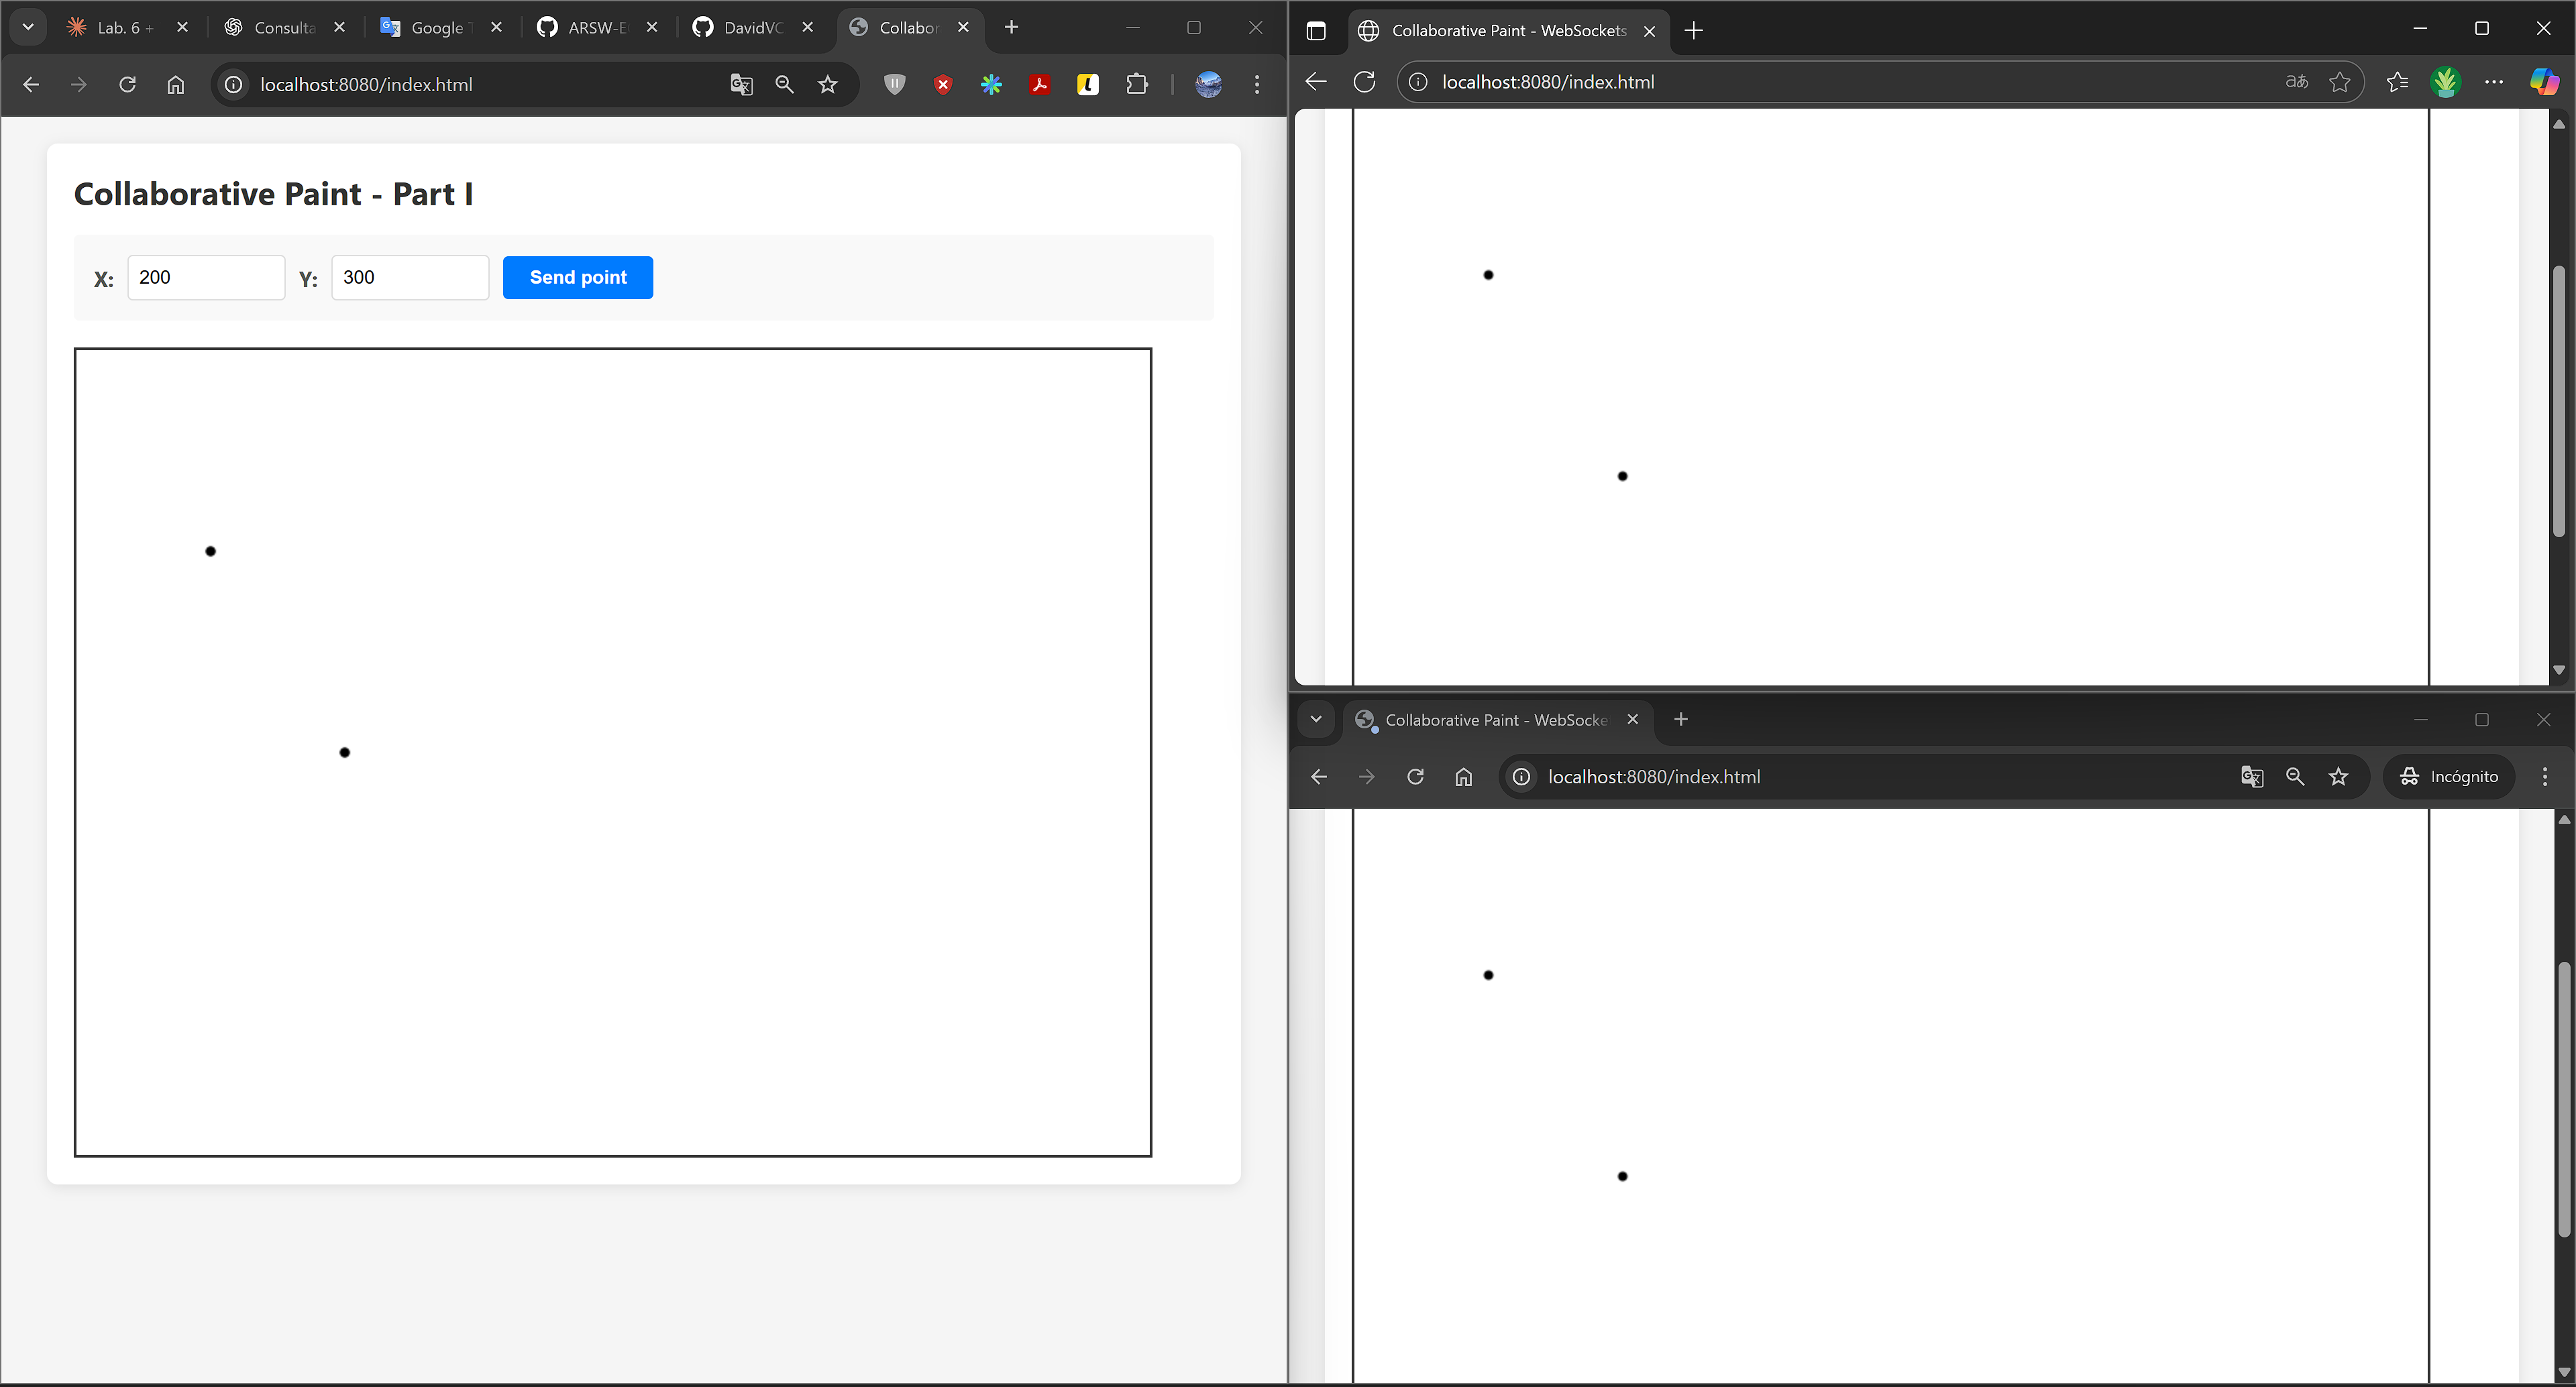 Lab. 6 +
Consulta
Google T
ARSW-E
DavidVC
Collabor
localhost:8080/index.html
Collaborative Paint - Part I
X: 200 Y: 300 Send point
Collaborative Paint - WebSockets
localhost:8080/index.html
Collaborative Paint - WebSocke
localhost:8080/index.html
Incógnito